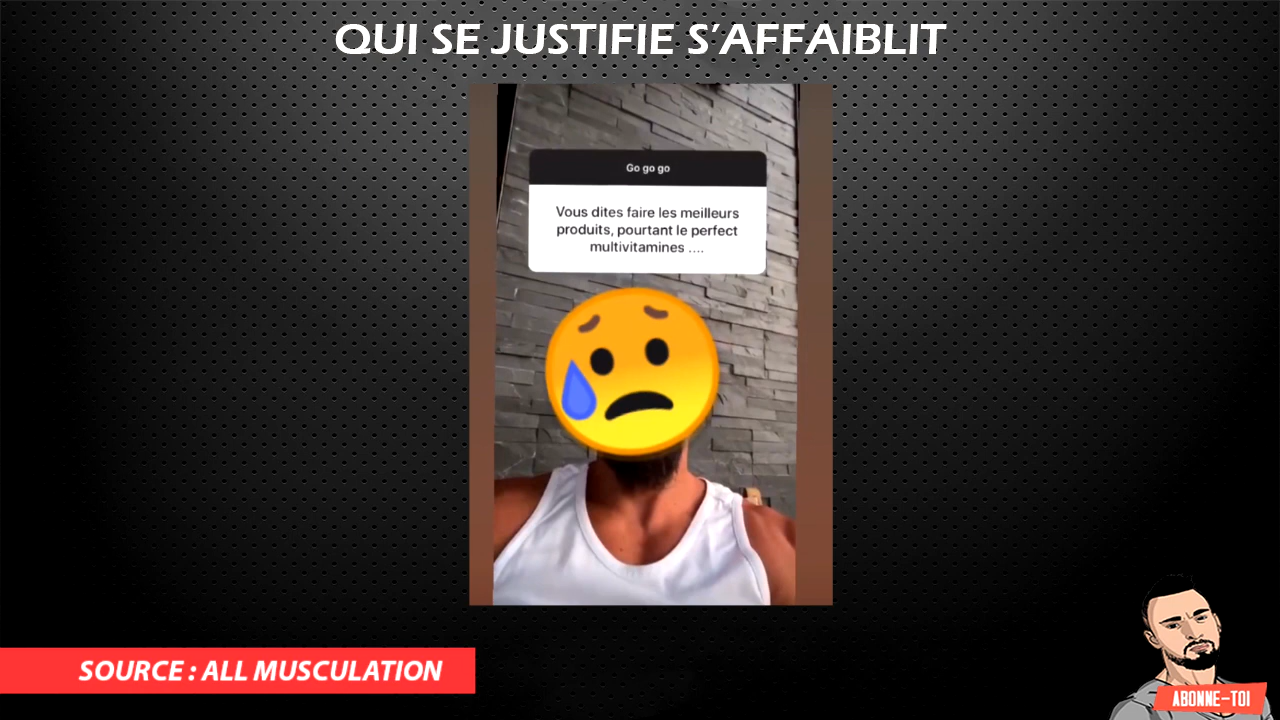 QUI SE JUSTIFIE S'AFFAIBLIT
Go go go
Vous dites faire les meilleurs
produits, pourtant le perfect
multivitamines ....
SOURCE : ALL MUSCULATION
ABONNE-TOI